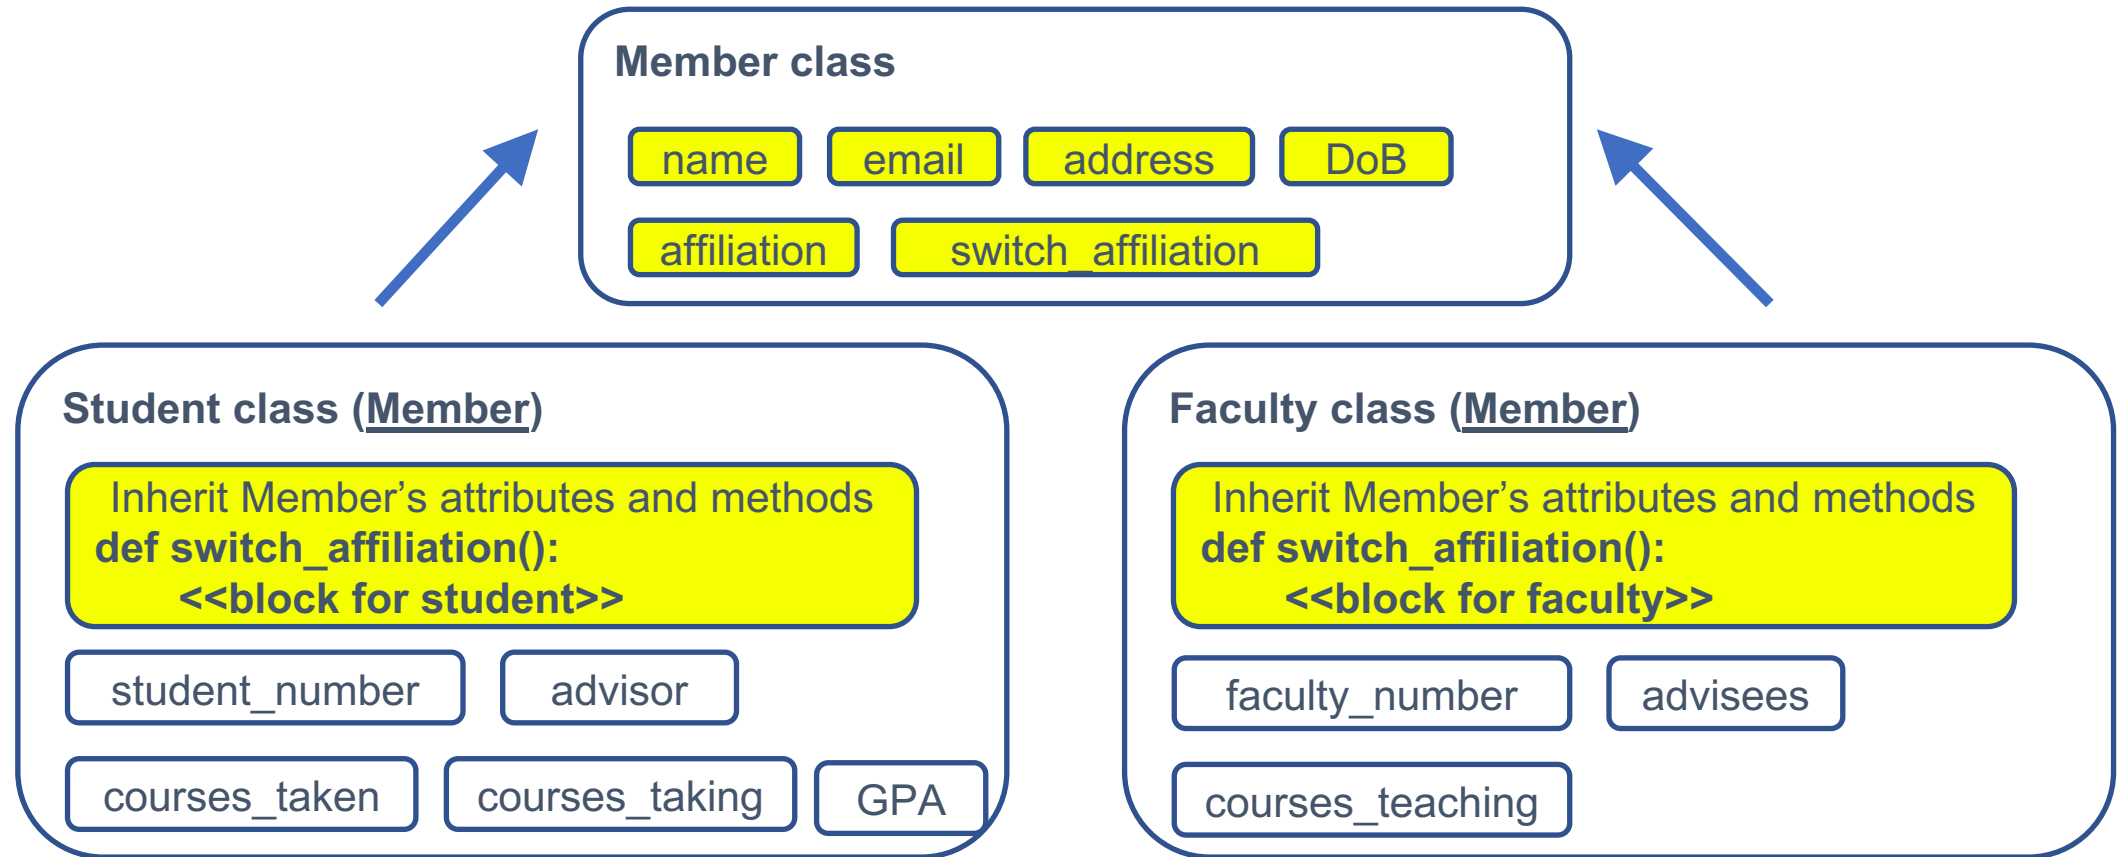 Member class
name email address DoB
affiliation switch_affiliation
Student class (Member)
Inherit Member’s attributes and methods
def switch_affiliation():
<<block for student>>
student_number advisor
courses_taken courses_taking GPA
Faculty class (Member)
Inherit Member’s attributes and methods
def switch_affiliation():
<<block for faculty>>
faculty_number advisees
courses_teaching